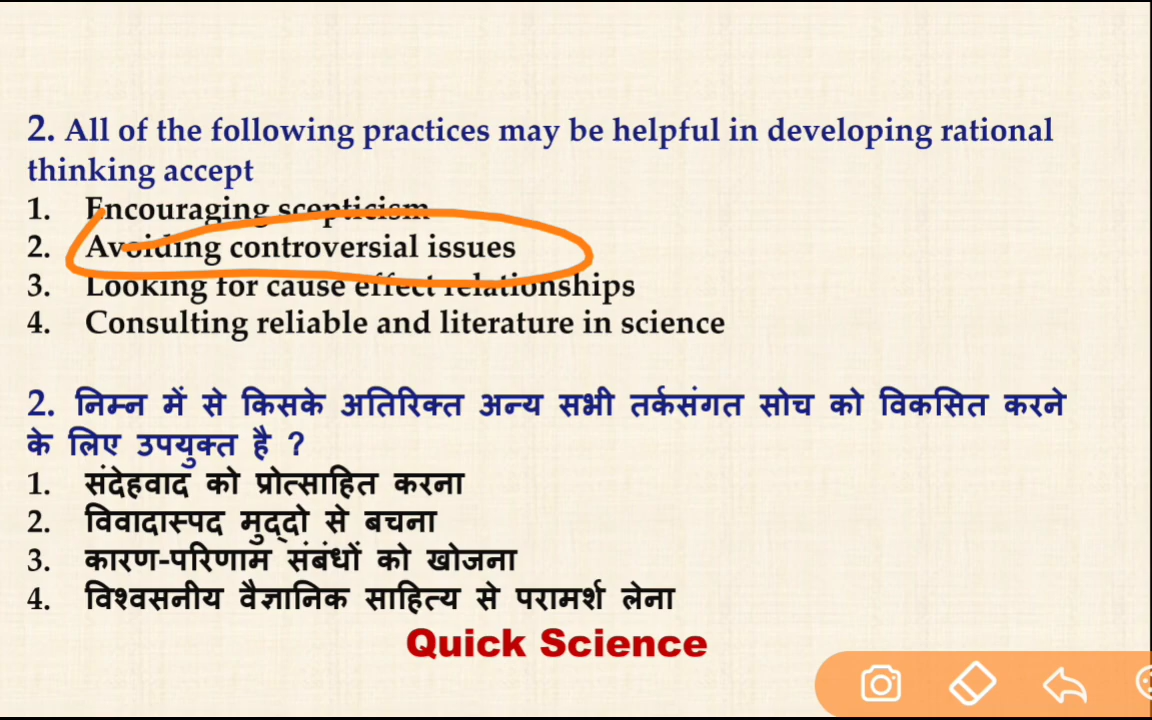 2. All of the following practices may be helpful in developing rational
thinking accept
1. Encouraging scepticism
2. Avoiding controversial issues
3. Looking for cause effect relationships
4. Consulting reliable and literature in science
2. निम्न में से किसके अतिरिक्त अन्य सभी तर्कसंगत सोच को विकसित करने
के लिए उपयुक्त है ?
1. संदेहवाद को प्रोत्साहित करना
2. विवादास्पद मुद्दो से बचना
3. कारण-परिणाम संबंधों को खोजना
4. विश्वसनीय वैज्ञानिक साहित्य से परामर्श लेना
Quick Science